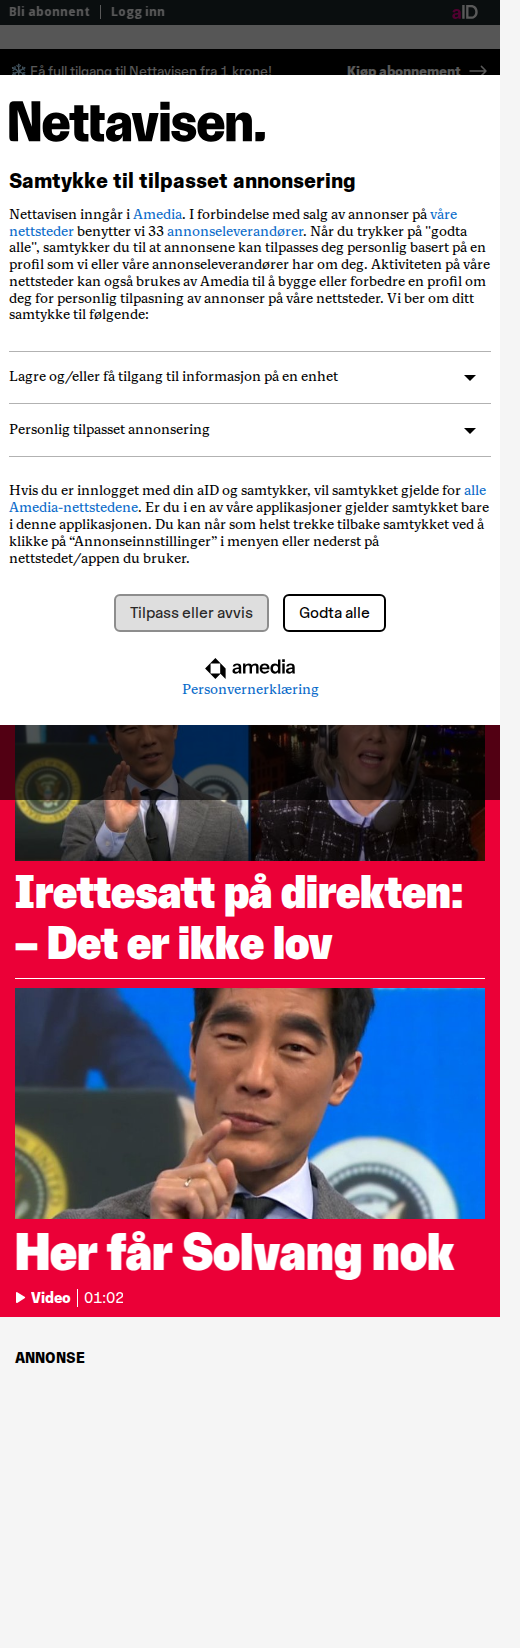 Bli abonnent | Logg inn aID
Få full tilgang til Nettavisen fra 1 krone! Kjøp abonnement
Nettavisen.
Samtykke til tilpasset annonsering
Nettavisen inngår i Amedia. I forbindelse med salg av annonser på våre
nettsteder benytter vi 33 annonseleverandører. Når du trykker på "godta
alle", samtykker du til at annonsene kan tilpasses deg personlig basert på en
profil som vi eller våre annonseleverandører har om deg. Aktiviteten på våre
nettsteder kan også brukes av Amedia til å bygge eller forbedre en profil om
deg for personlig tilpasning av annonser på våre nettsteder. Vi ber om ditt
samtykke til følgende:
Lagre og/eller få tilgang til informasjon på en enhet
Personlig tilpasset annonsering
Hvis du er innlogget med din aID og samtykker, vil samtykket gjelde for alle
Amedia-nettstedene. Er du i en av våre applikasjoner gjelder samtykket bare
i denne applikasjonen. Du kan når som helst trekke tilbake samtykket ved å
klikke på “Annonseinnstillinger” i menyen eller nederst på
nettstedet/appen du bruker.
Tilpass eller avvis Godta alle
amedia
Personvernerklæring
Irettesatt på direkten:
– Det er ikke lov
Her får Solvang nok
Video | 01:02
ANNONSE